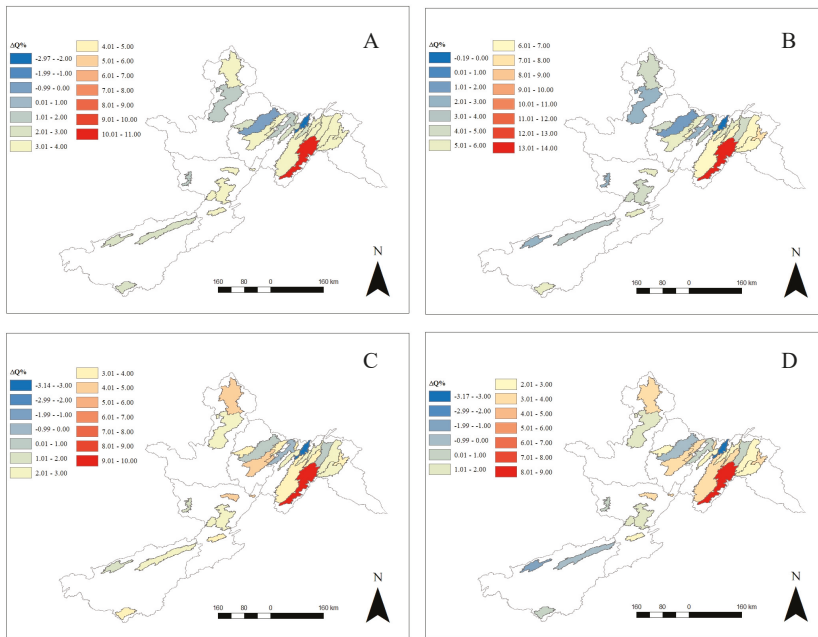 A
ΔQ%
-2.97 - -2.00
-1.99 - -1.00
-0.99 - 0.00
0.01 - 1.00
1.01 - 2.00
2.01 - 3.00
3.01 - 4.00
4.01 - 5.00
5.01 - 6.00
6.01 - 7.00
7.01 - 8.00
8.01 - 9.00
9.01 - 10.00
10.01 - 11.00
N
160 80 0 160 km
B
ΔQ%
-0.19 - 0.00
0.01 - 1.00
1.01 - 2.00
2.01 - 3.00
3.01 - 4.00
4.01 - 5.00
5.01 - 6.00
6.01 - 7.00
7.01 - 8.00
8.01 - 9.00
9.01 - 10.00
10.01 - 11.00
11.01 - 12.00
12.01 - 13.00
13.01 - 14.00
N
160 80 0 160 km
C
ΔQ%
-3.14 - -3.00
-2.99 - -2.00
-1.99 - -1.00
-0.99 - 0.00
0.01 - 1.00
1.01 - 2.00
2.01 - 3.00
3.01 - 4.00
4.01 - 5.00
5.01 - 6.00
6.01 - 7.00
7.01 - 8.00
8.01 - 9.00
9.01 - 10.00
N
160 80 0 160 km
D
ΔQ%
-3.17 - -3.00
-2.99 - -2.00
-1.99 - -1.00
-0.99 - 0.00
0.01 - 1.00
1.01 - 2.00
2.01 - 3.00
3.01 - 4.00
4.01 - 5.00
5.01 - 6.00
6.01 - 7.00
7.01 - 8.00
8.01 - 9.00
N
160 80 0 160 km